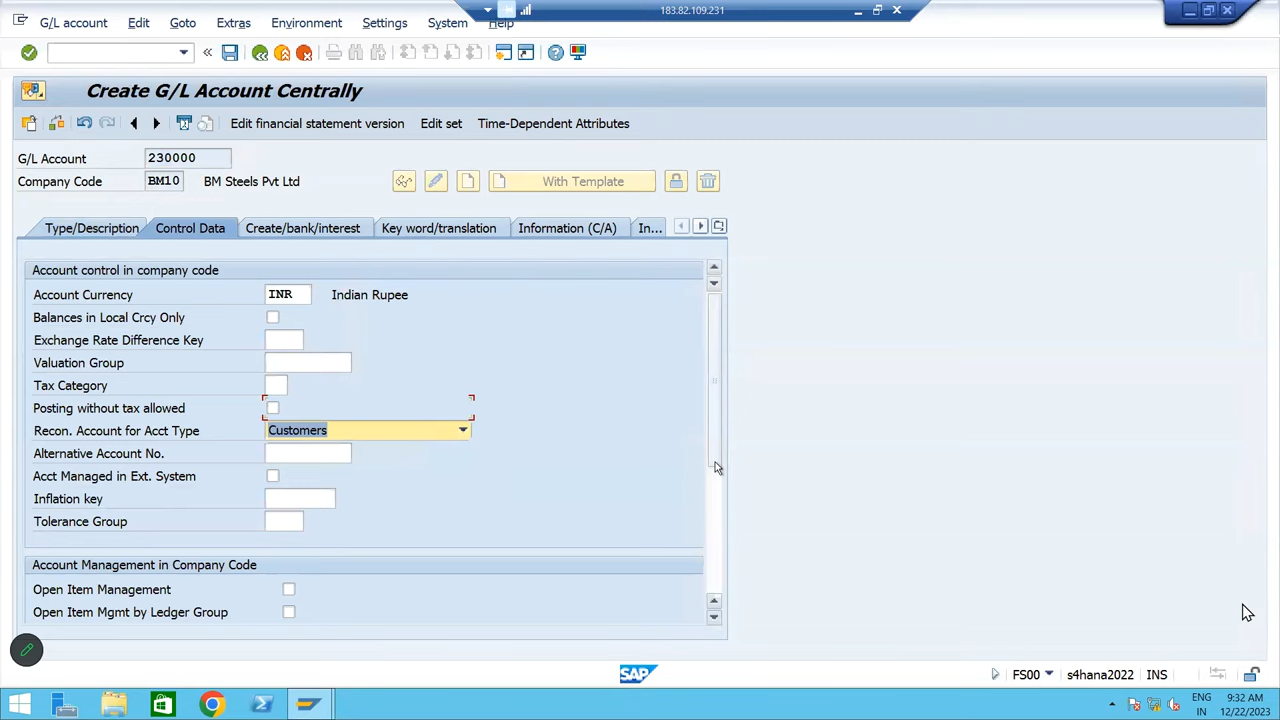 183.82.109.231
G/L account Edit Goto Extras Environment Settings System Help
Create G/L Account Centrally
Edit financial statement version Edit set Time-Dependent Attributes
G/L Account 230000
Company Code BM10 BM Steels Pvt Ltd With Template
Type/Description Control Data Create/bank/interest Key word/translation Information (C/A) In...
Account control in company code
Account Currency INR Indian Rupee
Balances in Local Crcy Only
Exchange Rate Difference Key
Valuation Group
Tax Category
Posting without tax allowed
Recon. Account for Acct Type Customers
Alternative Account No.
Acct Managed in Ext. System
Inflation key
Tolerance Group
Account Management in Company Code
Open Item Management
Open Item Mgmt by Ledger Group
SAP FS00 s4hana2022 INS
ENG 9:32 AM
IN 12/22/2023